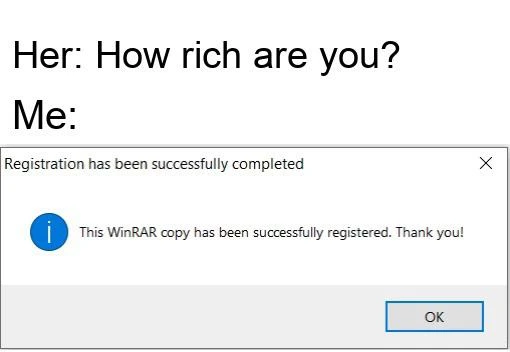 Her: How rich are you?
Me:
Registration has been successfully completed
This WinRAR copy has been successfully registered. Thank you!
OK